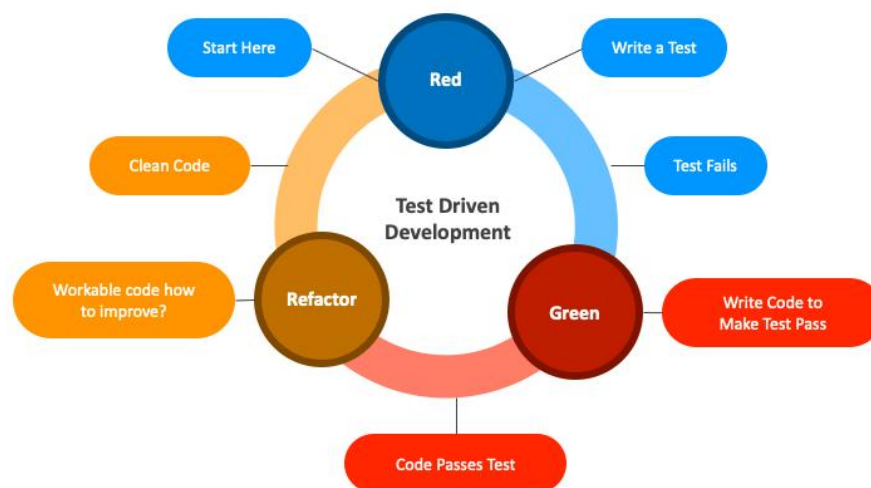 Start Here
Red
Write a Test
Clean Code
Test Fails
Test Driven
Development
Workable code how
to improve?
Refactor
Green
Write Code to
Make Test Pass
Code Passes Test